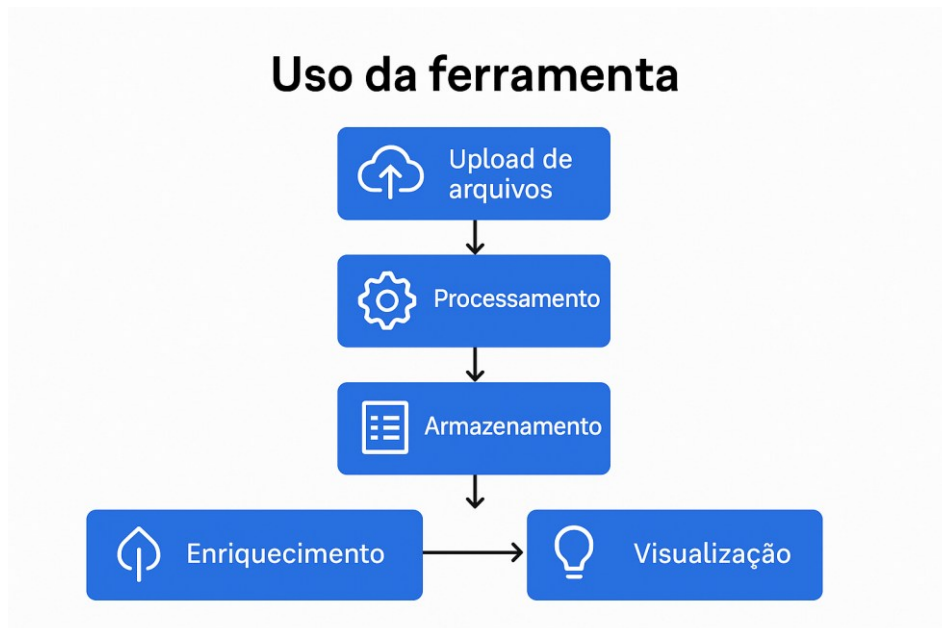 Uso da ferramenta
Upload de
arquivos
Processamento
Armazenamento
Enriquecimento
Visualização